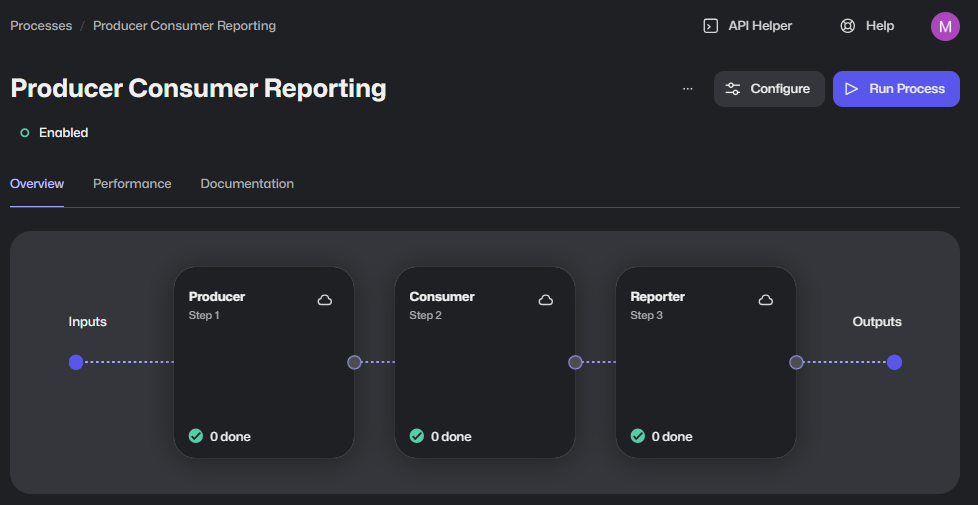 Processes / Producer Consumer Reporting
API Helper
Help
M
Producer Consumer Reporting
...
Configure
Run Process
Enabled
Overview
Performance
Documentation
Inputs
Producer
Step 1
0 done
Consumer
Step 2
0 done
Reporter
Step 3
0 done
Outputs